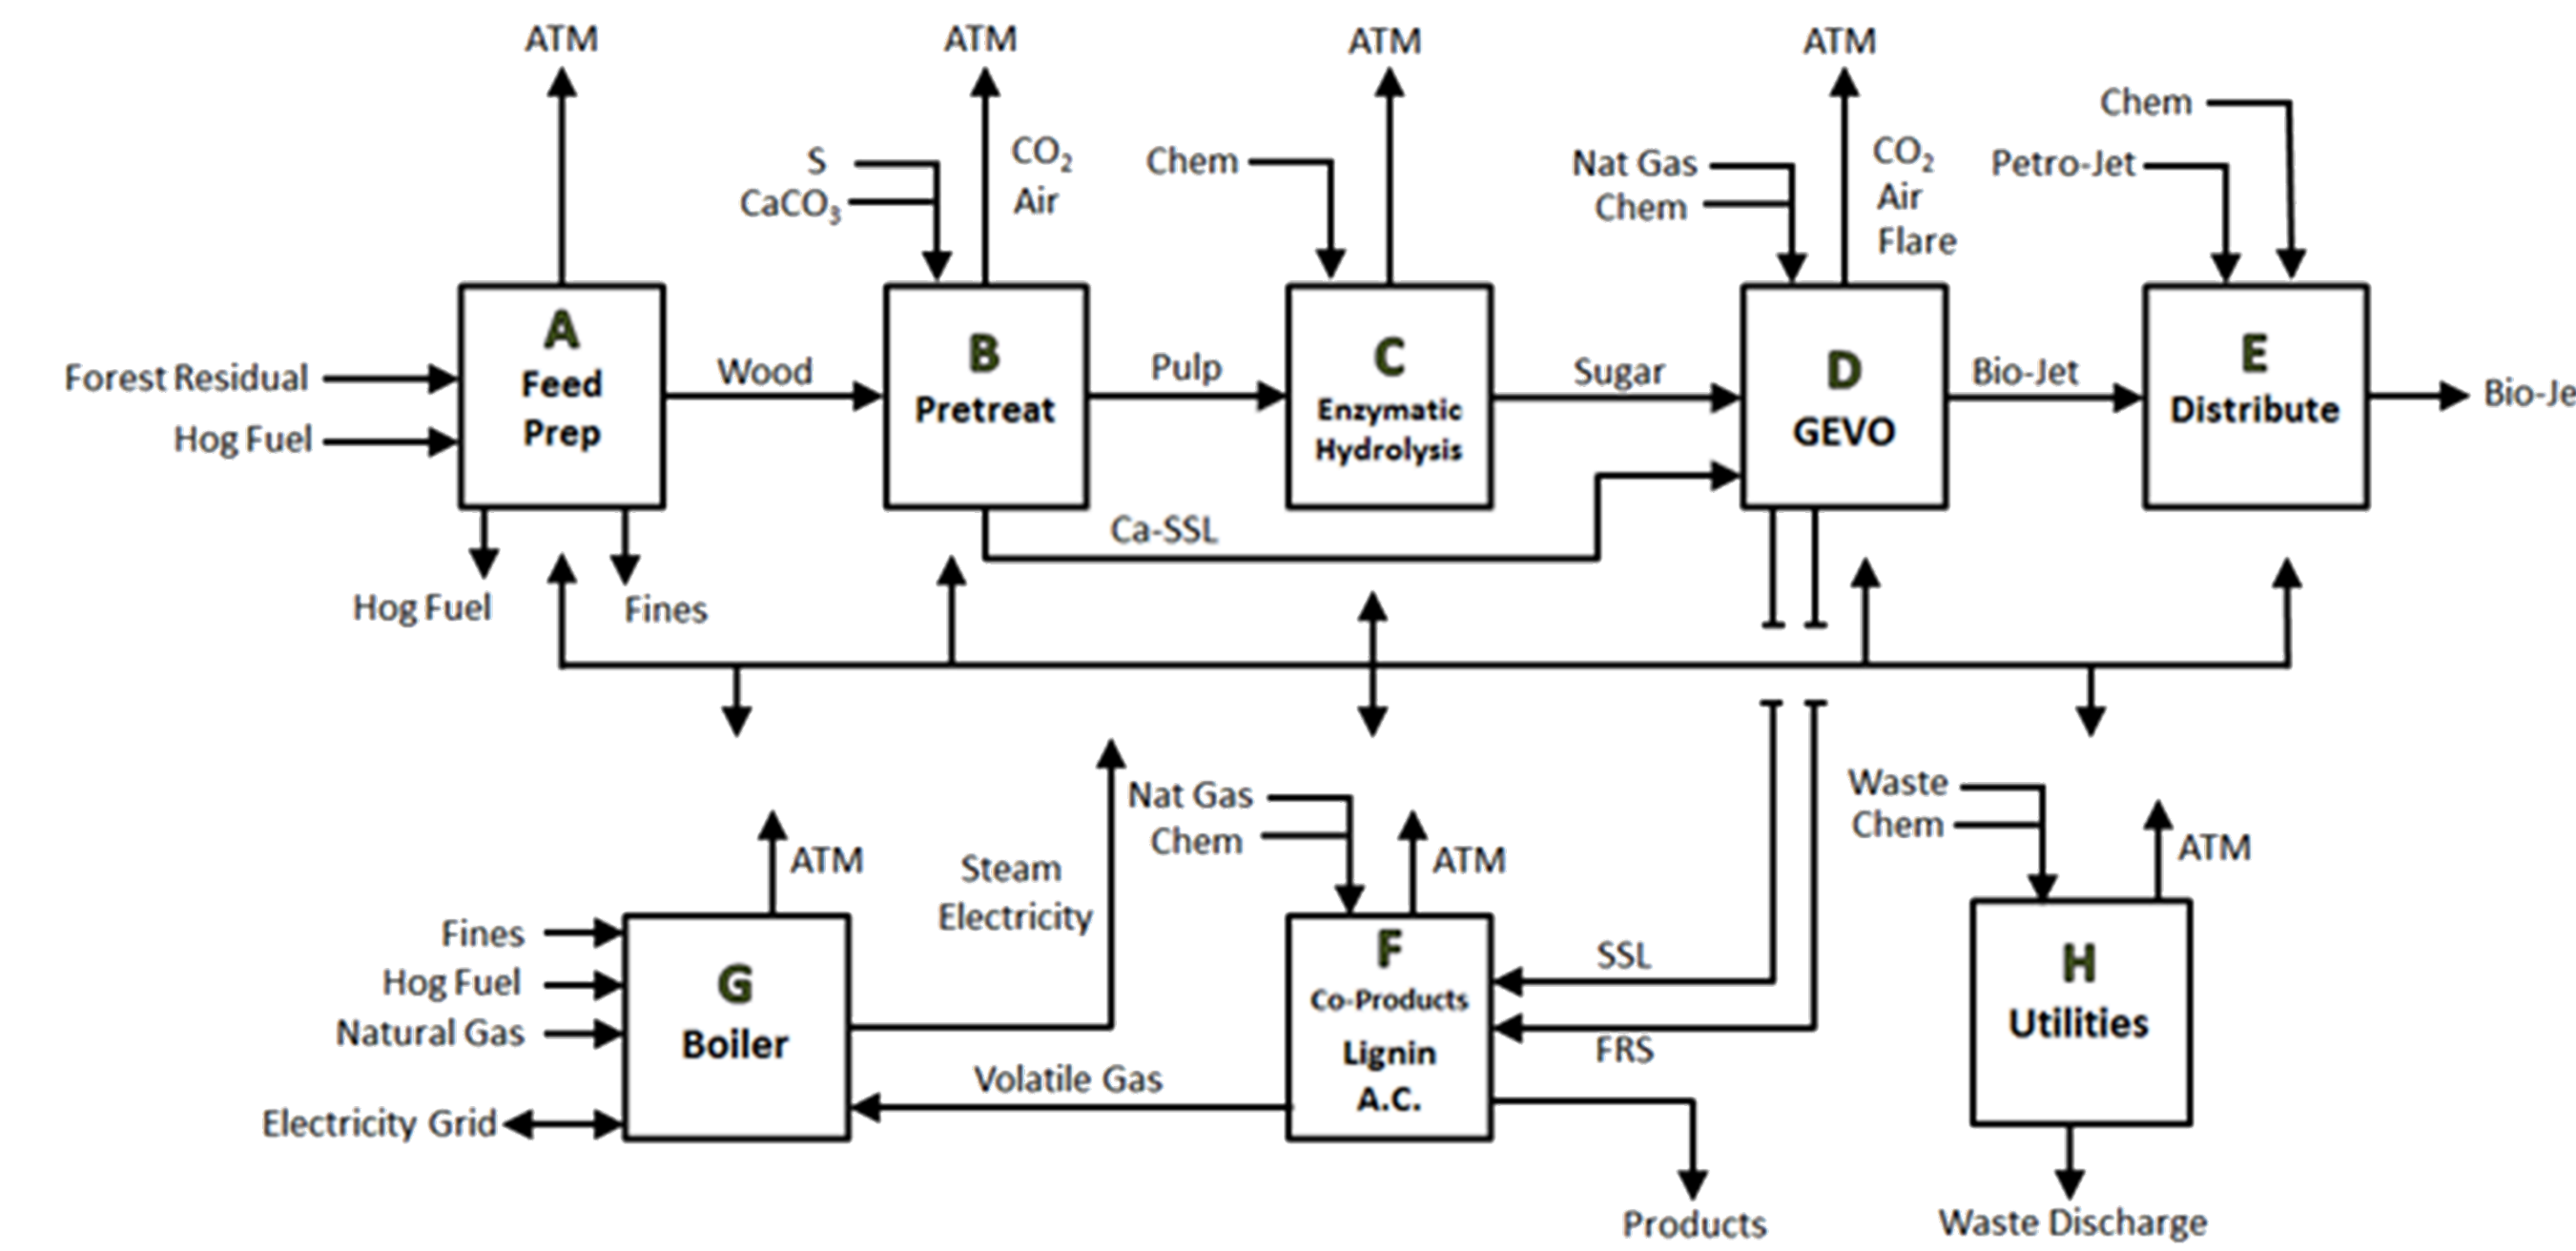 ATM
ATM
ATM
ATM
Chem
S
CO₂
Chem
Nat Gas
CO₂
Petro-Jet
CaCO₃
Air
Chem
Air
Flare
A
Feed
Prep
B
Pretreat
C
Enzymatic
Hydrolysis
D
GEVO
E
Distribute
Forest Residual
Hog Fuel
Wood
Pulp
Sugar
Bio-Jet
Bio-Je
Ca-SSL
Hog Fuel
Fines
Nat Gas
Chem
ATM
Waste
Chem
ATM
ATM
Steam
Electricity
Fines
Hog Fuel
Natural Gas
Electricity Grid
G
Boiler
Volatile Gas
F
Co-Products
Lignin
A.C.
SSL
FRS
H
Utilities
Products
Waste Discharge